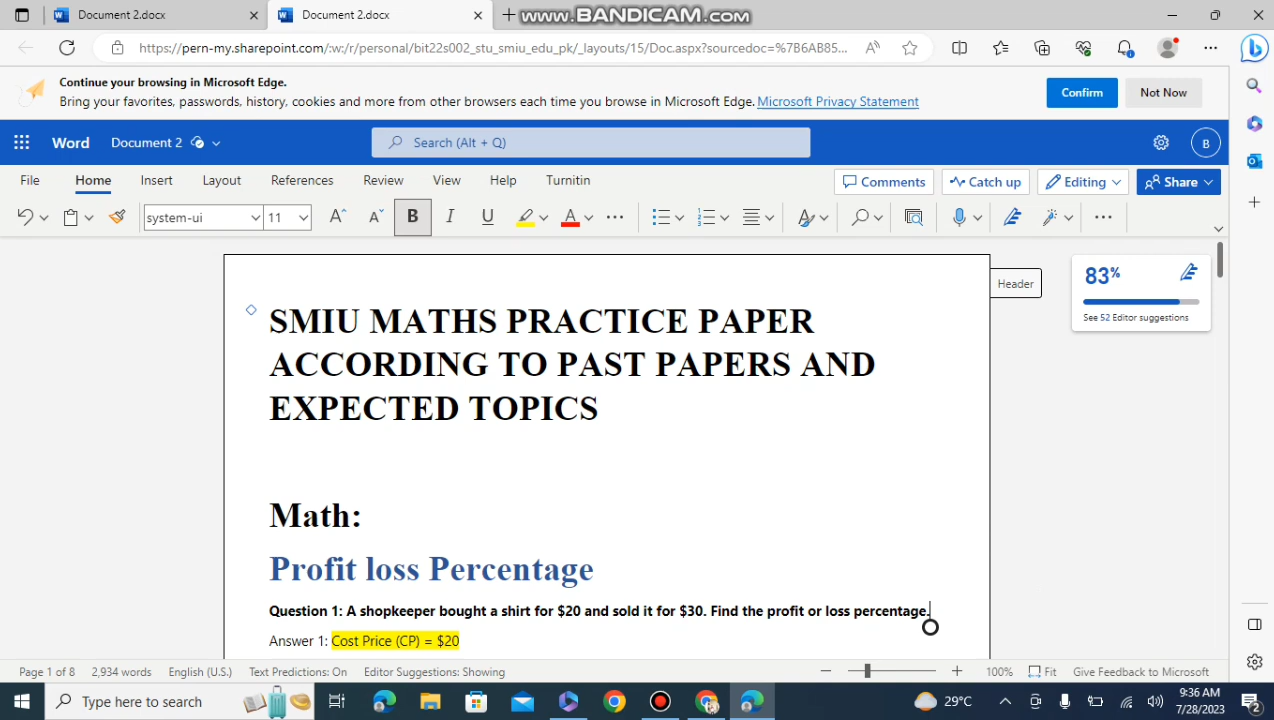 Document 2.docx
Document 2.docx
www.BANDICAM.com
https://pern-my.sharepoint.com/:w:/r/personal/bit22s002_stu_smiu_edu_pk/_layouts/15/Doc.aspx?sourcedoc=%7B6AB85...
Continue your browsing in Microsoft Edge.
Bring your favorites, passwords, history, cookies and more from other browsers each time you browse in Microsoft Edge. Microsoft Privacy Statement
Confirm
Not Now
Word
Document 2
Search (Alt + Q)
B
File
Home
Insert
Layout
References
Review
View
Help
Turnitin
Comments
Catch up
Editing
Share
system-ui
11
B
I
U
A
Header
83%
See 52 Editor suggestions
SMIU MATHS PRACTICE PAPER
ACCORDING TO PAST PAPERS AND
EXPECTED TOPICS
Math:
Profit loss Percentage
Question 1: A shopkeeper bought a shirt for $20 and sold it for $30. Find the profit or loss percentage.
Answer 1: Cost Price (CP) = $20
Page 1 of 8
2,934 words
English (U.S.)
Text Predictions: On
Editor Suggestions: Showing
100%
Fit
Give Feedback to Microsoft
Type here to search
29°C
9:36 AM
7/28/2023
2